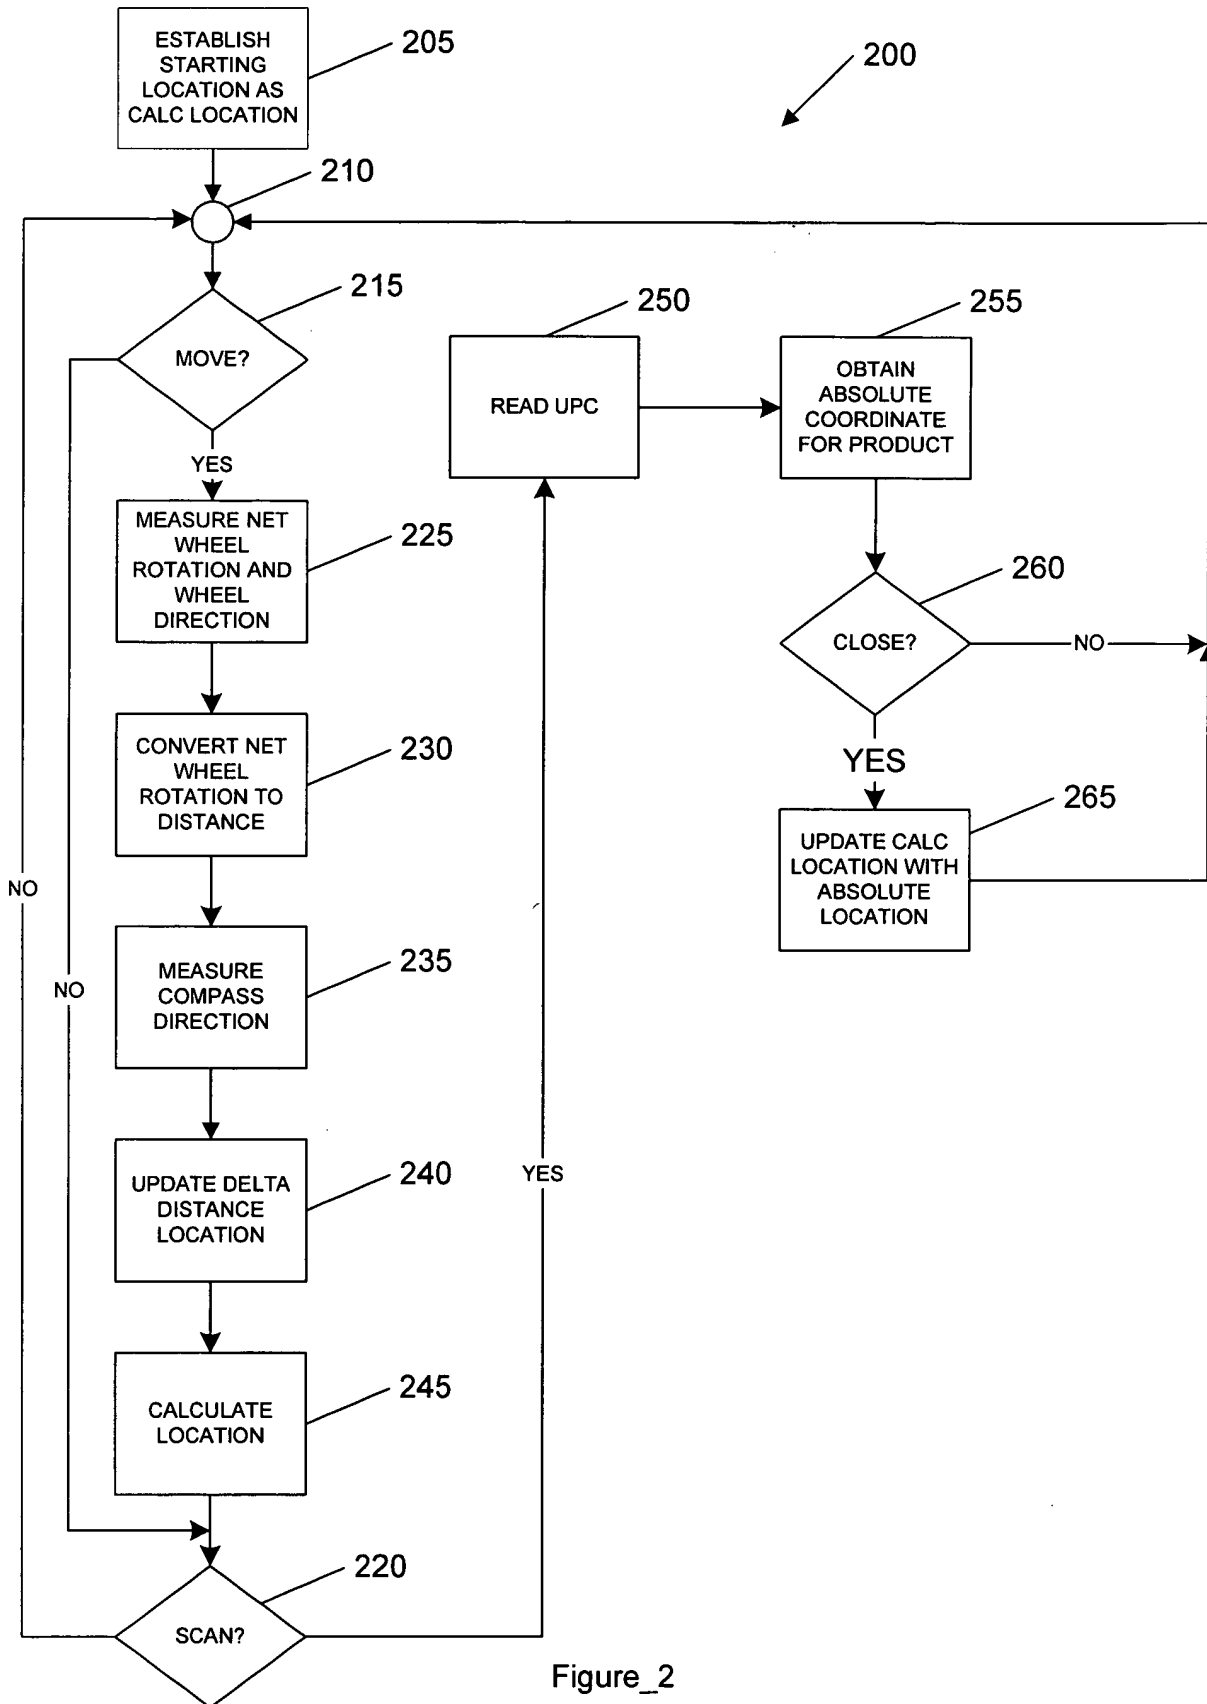 ESTABLISH
STARTING
LOCATION AS
CALC LOCATION
205
200
210
215
MOVE?
YES
MEASURE NET
WHEEL
ROTATION AND
WHEEL
DIRECTION
225
CONVERT NET
WHEEL
ROTATION TO
DISTANCE
230
NO
MEASURE
COMPASS
DIRECTION
235
NO
UPDATE DELTA
DISTANCE
LOCATION
240
CALCULATE
LOCATION
245
SCAN?
220
YES
250
READ UPC
255
OBTAIN
ABSOLUTE
COORDINATE
FOR PRODUCT
260
CLOSE?
NO
YES
265
UPDATE CALC
LOCATION WITH
ABSOLUTE
LOCATION
Figure_2